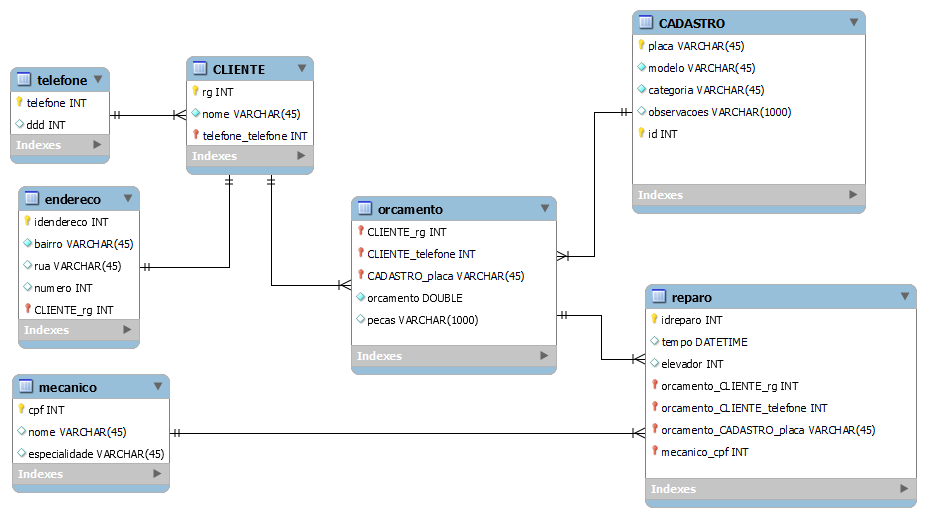 telefone
telefone INT
ddd INT
Indexes
CLIENTE
rg INT
nome VARCHAR(45)
telefone_telefone INT
Indexes
CADASTRO
placa VARCHAR(45)
modelo VARCHAR(45)
categoria VARCHAR(45)
observacoes VARCHAR(1000)
id INT
Indexes
endereco
idendereco INT
bairro VARCHAR(45)
rua VARCHAR(45)
numero INT
CLIENTE_rg INT
Indexes
orcamento
CLIENTE_rg INT
CLIENTE_telefone INT
CADASTRO_placa VARCHAR(45)
orcamento DOUBLE
pecas VARCHAR(1000)
Indexes
reparo
idreparo INT
tempo DATETIME
elevador INT
orcamento_CLIENTE_rg INT
orcamento_CLIENTE_telefone INT
orcamento_CADASTRO_placa VARCHAR(45)
mecanico_cpf INT
Indexes
mecanico
cpf INT
nome VARCHAR(45)
especialidade VARCHAR(45)
Indexes